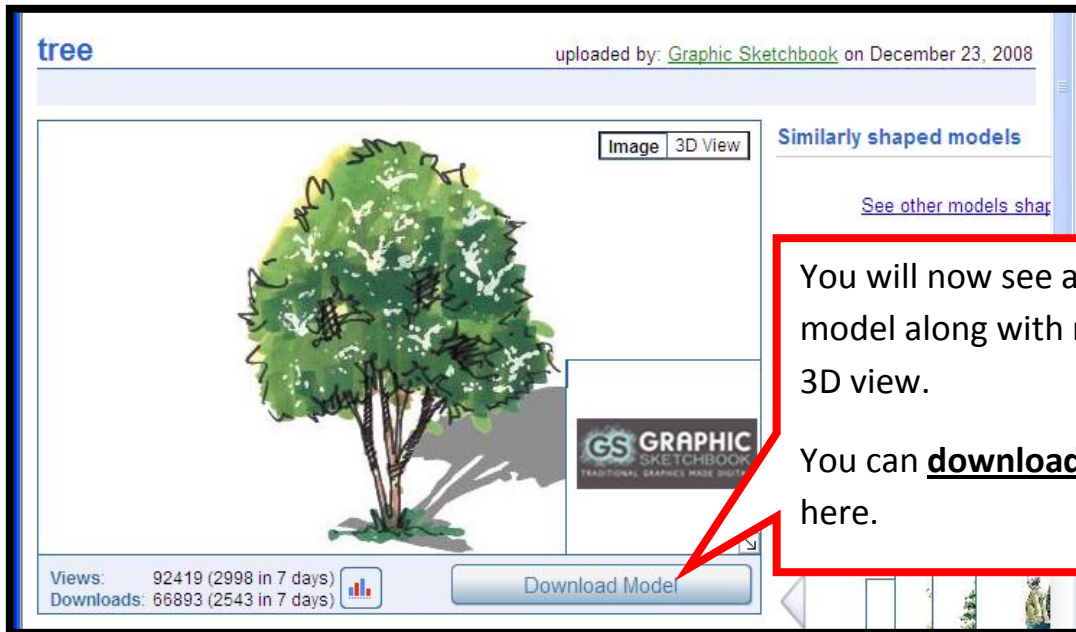 tree
uploaded by: Graphic Sketchbook on December 23, 2008
Image 3D View
Similarly shaped models
See other models shap
You will now see a
model along with
3D view.
You can download
here.
GS GRAPHIC
SKETCHBOOK
TRADITIONAL GRAPHICS MADE DIGITAL
Views: 92419 (2998 in 7 days)
Downloads: 66893 (2543 in 7 days)
Download Model